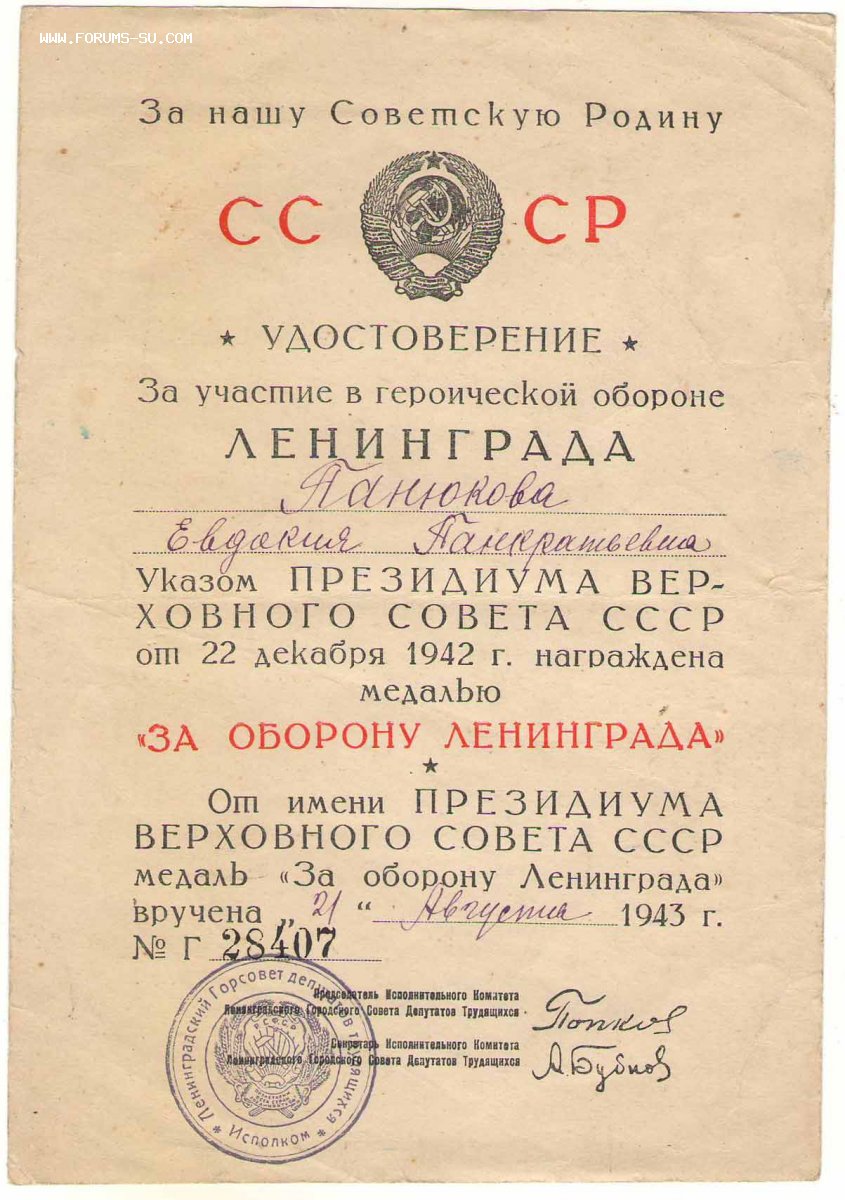 WWW.FORUMS-SU.COM
За нашу Советскую Родину
СС СР
★ УДОСТОВЕРЕНИЕ ★
За участие в героической обороне
ЛЕНИНГРАДА
Панюкова
Евдокия Панкратьевна
Указом ПРЕЗИДИУМА ВЕР-
ХОВНОГО СОВЕТА СССР
от 22 декабря 1942 г. награждена
медалью
«ЗА ОБОРОНУ ЛЕНИНГРАДА»
★
От имени ПРЕЗИДИУМА
ВЕРХОВНОГО СОВЕТА СССР
медаль «За оборону Ленинграда»
вручена „21“ Августа 1943 г.
№ Г 28407
Председатель Исполнительного Комитета
Ленинградского Городского Совета Депутатов Трудящихся
Попков
Секретарь Исполнительного Комитета
Ленинградского Городского Совета Депутатов Трудящихся
А. Бубнов
Ленинградский Горсовет депутатов трудящихся
★ Исполком ★
РСФСР